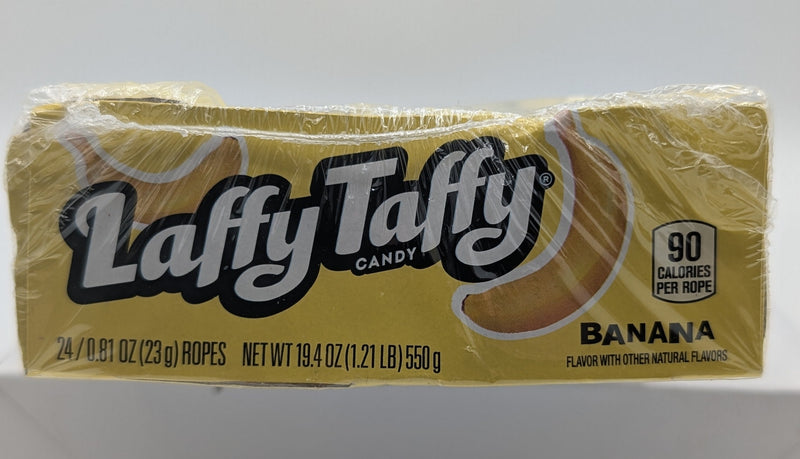 Laffy Taffy®
CANDY
90
CALORIES
PER ROPE
24 / 0.81 OZ (23 g) ROPES NET WT 19.4 OZ (1.21 LB) 550 g
BANANA
FLAVOR WITH OTHER NATURAL FLAVORS